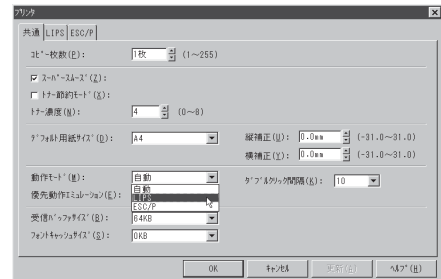 プリンタ
共通 LIPS ESC/P
コピー枚数(P): 1枚 (1～255)
スーパースムーズ(Z):
トナー節約モード(X):
トナー濃度(N): 4 (0～8)
デフォルト用紙サイズ(D): A4 縦補正(U): 0.0mm (-31.0～31.0)
横補正(Y): 0.0mm (-31.0～31.0)
動作モード(M): 自動 ダブルクリック間隔(K): 10
自動
優先動作エミュレーション(E): LIPS
ESC/P
受信バッファサイズ(B): 64KB
フォントキャッシュサイズ(S): 0KB
OK キャンセル 更新(A) ヘルプ(H)